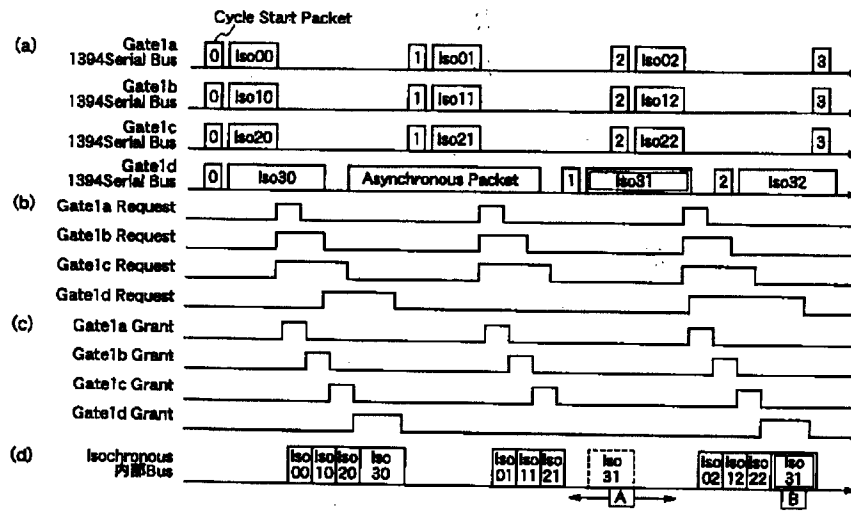 Cycle Start Packet
(a)
Gate1a
1394Serial Bus
0 Iso00 1 Iso01 2 Iso02 3
Gate1b
1394Serial Bus
0 Iso10 1 Iso11 2 Iso12 3
Gate1c
1394Serial Bus
0 Iso20 1 Iso21 2 Iso22 3
Gate1d
1394Serial Bus
0 Iso30 Asynchronous Packet 1 Iso31 2 Iso32
(b)
Gate1a Request
Gate1b Request
Gate1c Request
Gate1d Request
(c)
Gate1a Grant
Gate1b Grant
Gate1c Grant
Gate1d Grant
(d)
Isochronous
内部Bus
Iso Iso Iso Iso
00 10 20 30
Iso Iso Iso
01 11 21
Iso
31
A
Iso Iso Iso Iso
02 12 22 31
B